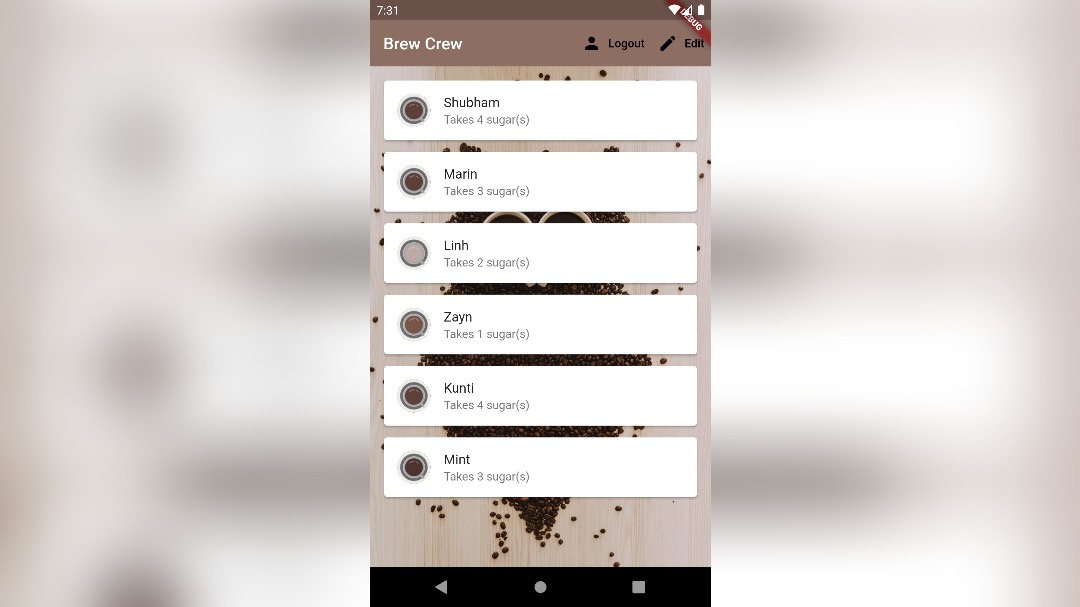 7:31
DEBUG
Brew Crew
Logout
Edit
Shubham
Takes 4 sugar(s)
Marin
Takes 3 sugar(s)
Linh
Takes 2 sugar(s)
Zayn
Takes 1 sugar(s)
Kunti
Takes 4 sugar(s)
Mint
Takes 3 sugar(s)